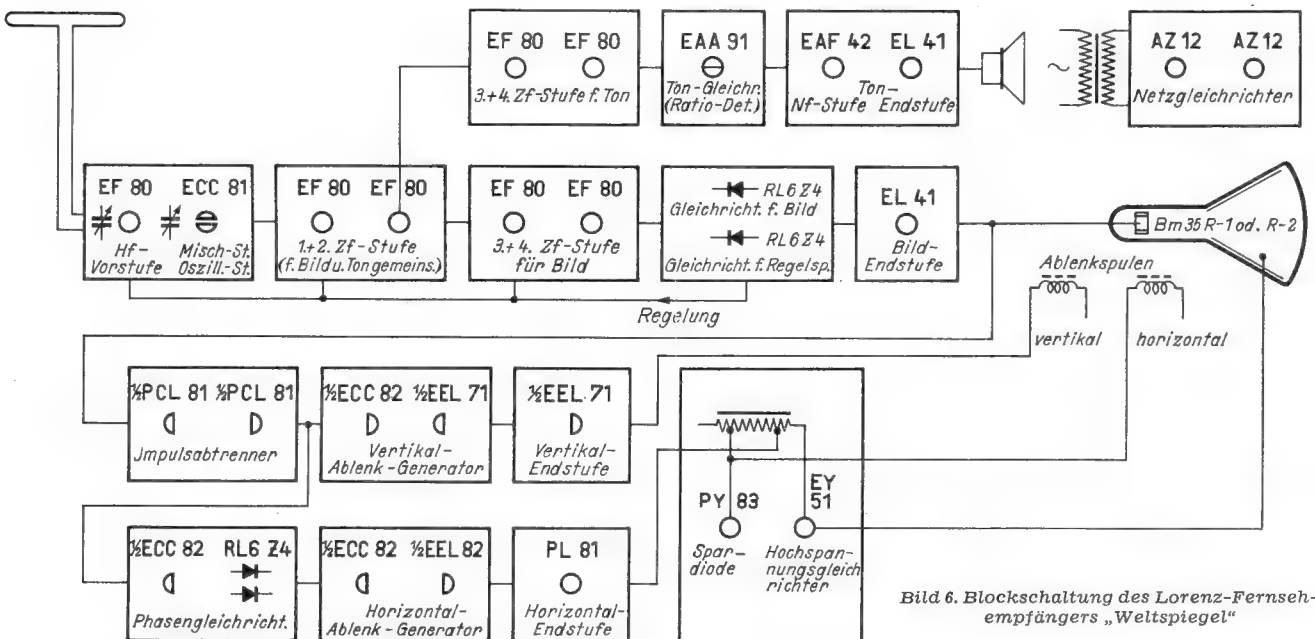 EF 80 EF 80
3.+4. Zf-Stufe f. Ton
EAA 91
Ton-Gleichr.
(Ratio-Det.)
EAF 42 EL 41
Ton-
Nf-Stufe Endstufe
~
AZ 12 AZ 12
Netzgleichrichter
EF 80 ECC 81
Hf-
Vorstufe
Misch-St.
Oszill.-St.
EF 80 EF 80
1.+2. Zf-Stufe
(f. Bild u. Ton gemeins.)
EF 80 EF 80
3.+4. Zf-Stufe
für Bild
RL6 Z4
Gleichricht. f. Bild
RL6 Z4
Gleichricht. f. Regelsp.
EL 41
Bild-
Endstufe
Bm 35 R-1 od. R-2
Regelung
Ablenkspulen
vertikal
horizontal
½PCL 81 ½PCL 81
Jmpulsabtrenner
½ECC 82 ½EEL 71
Vertikal-
Ablenk-Generator
½EEL 71
Vertikal-
Endstufe
PY 83
EY
51
Spar-
diode
Hochspan-
nungsgleich
richter
½ECC 82 RL6 Z4
Phasengleichricht.
½ECC 82 ½EEL 82
Horizontal-
Ablenk-Generator
PL 81
Horizontal-
Endstufe
Bild 6. Blockschaltung des Lorenz-Fernseh-
empfängers „Weltspiegel“